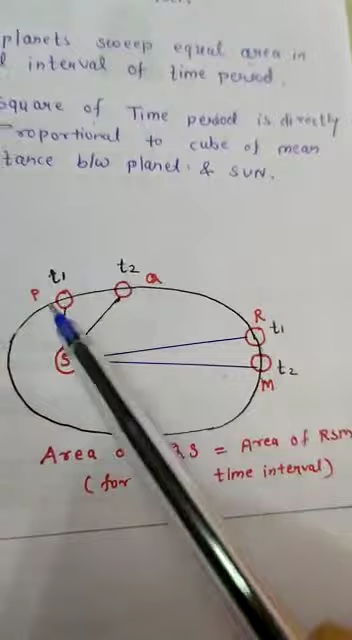 planets sweep equal area in
interval of time period.
square of Time period is directly
Proportional to cube of mean
tance b/w planet & SUN.
t1
t2
P
Q
R
t1
S
t2
M
Area o S = Area of RSM
(for time interval)